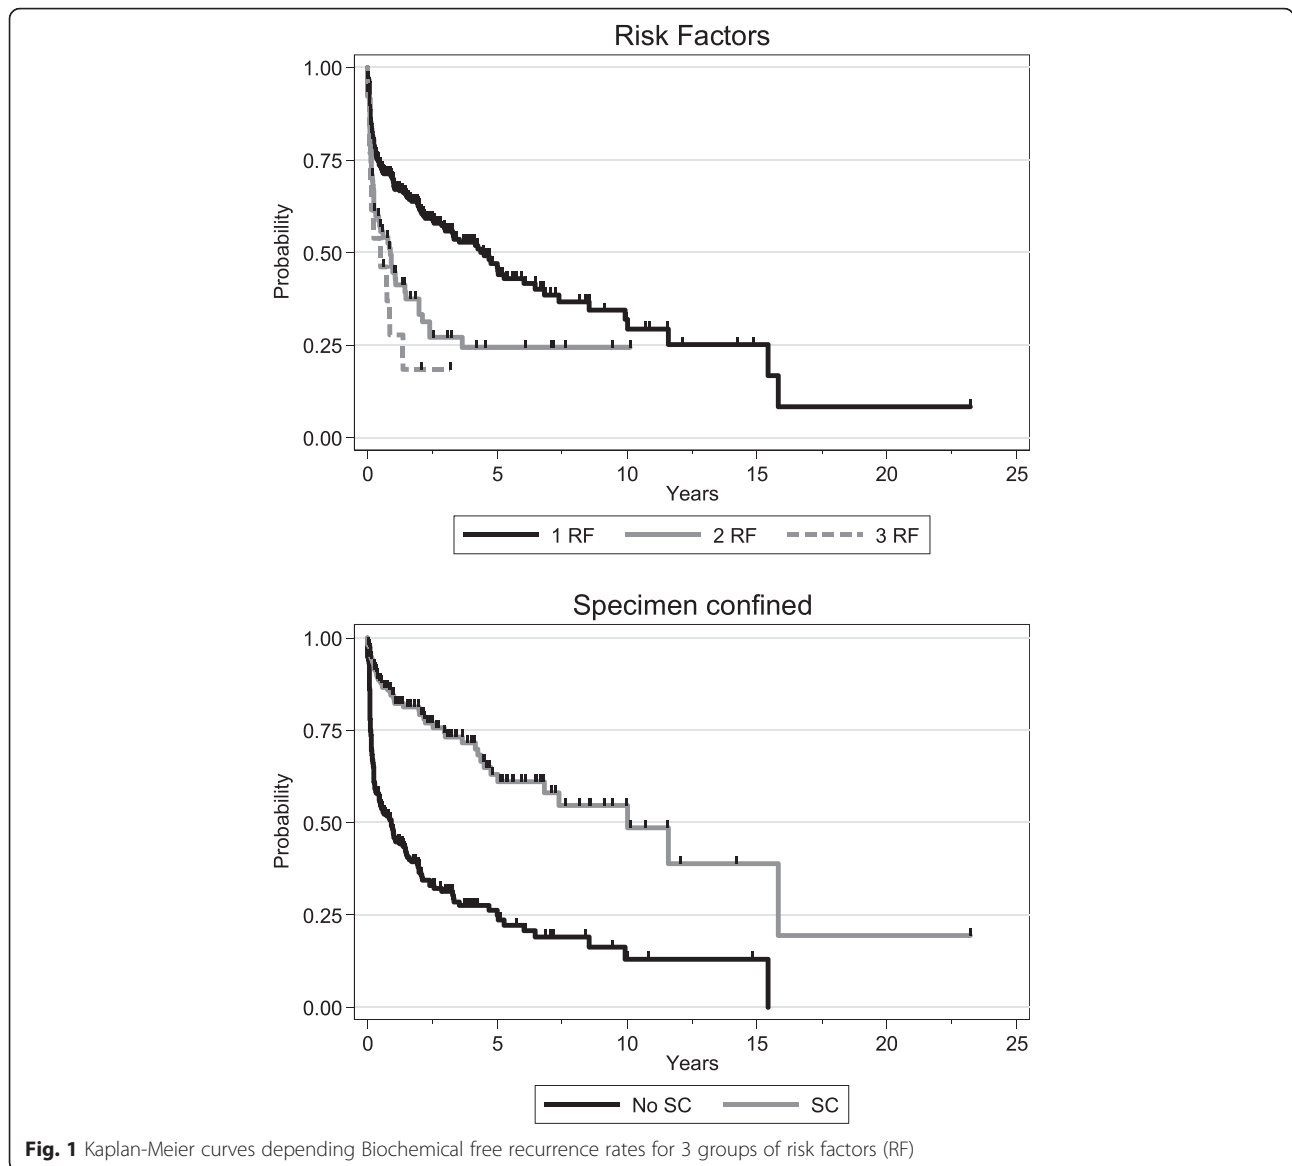 Risk Factors
1.00
0.75
0.50
0.25
0.00
Probability
0 5 10 15 20 25
Years
1 RF 2 RF 3 RF
Specimen confined
1.00
0.75
0.50
0.25
0.00
Probability
0 5 10 15 20 25
Years
No SC SC
Fig. 1 Kaplan-Meier curves depending Biochemical free recurrence rates for 3 groups of risk factors (RF)